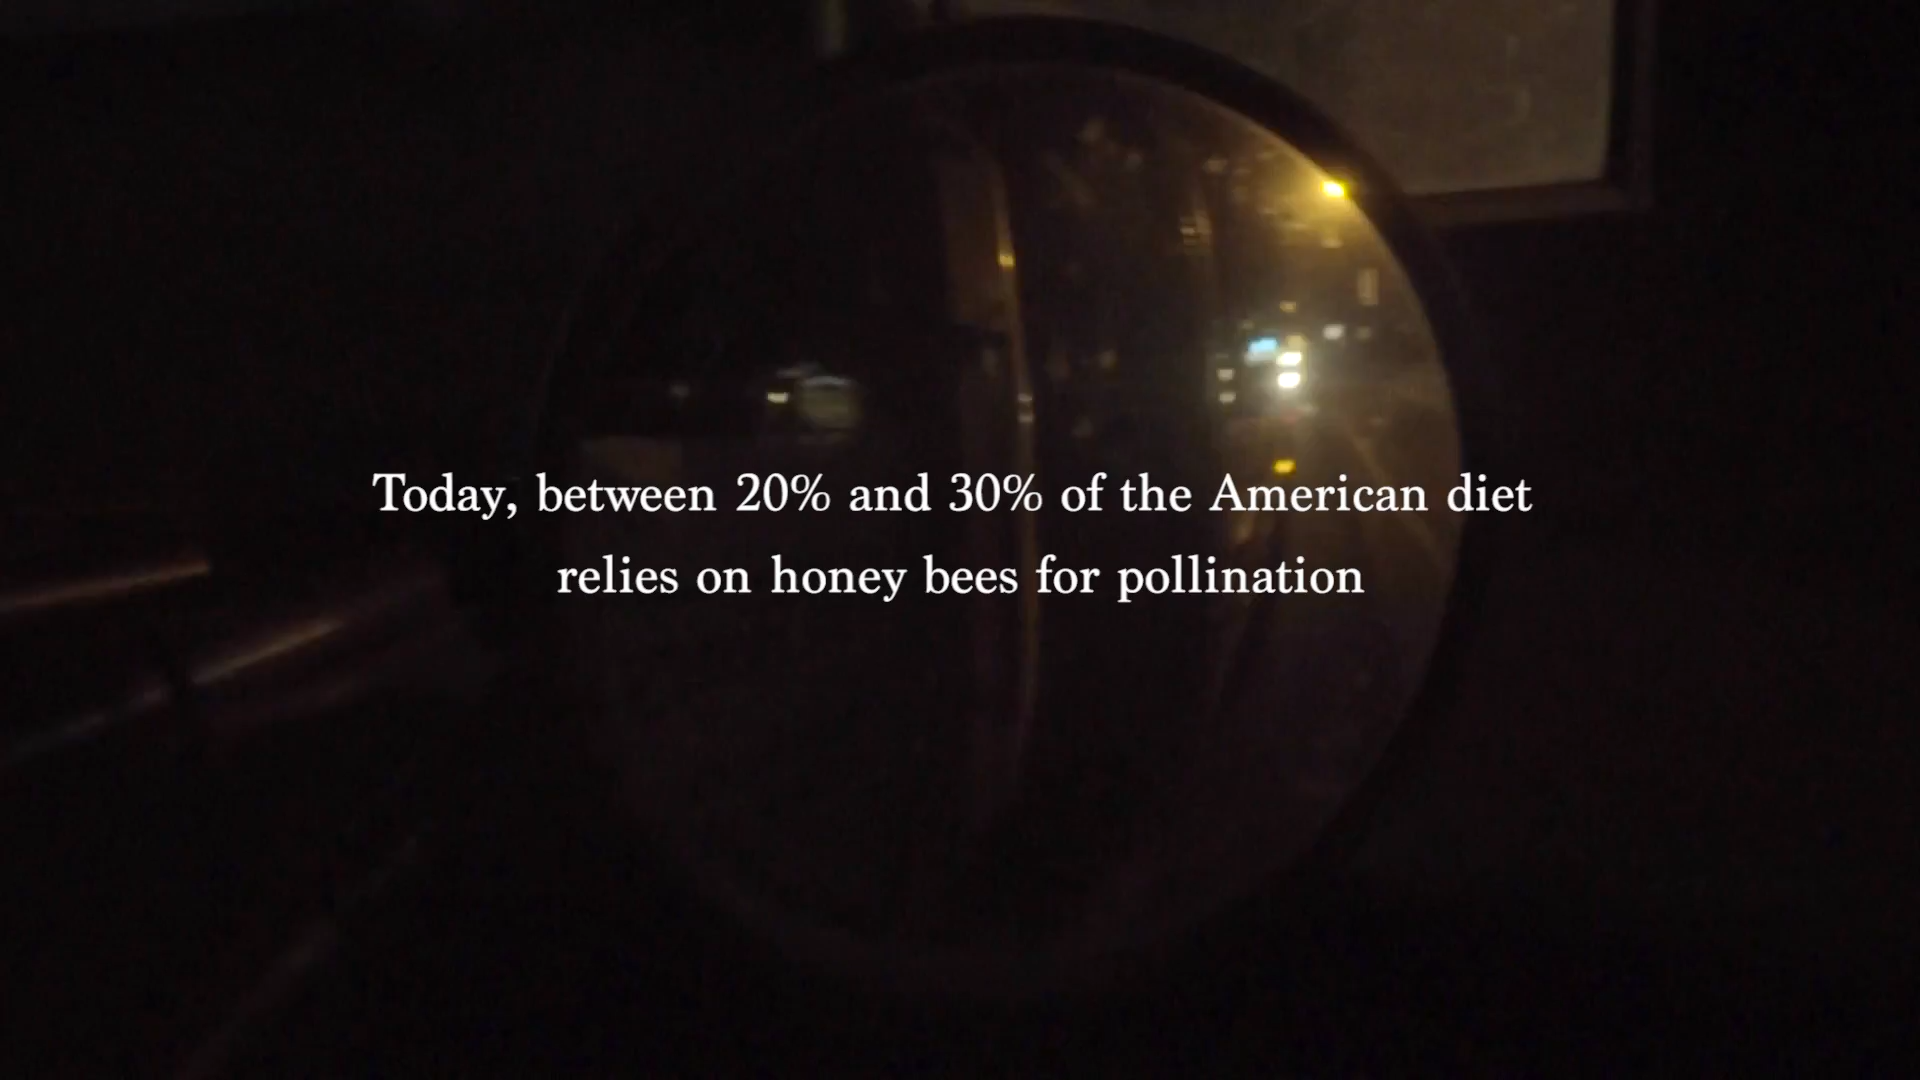 Today, between 20% and 30% of the American diet
relies on honey bees for pollination